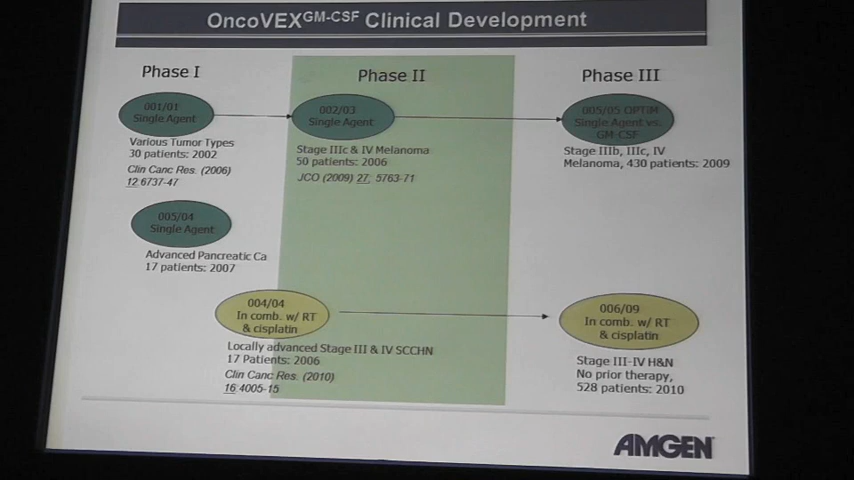 OncoVEX^GM-CSF Clinical Development
Phase I
Phase II
Phase III
001/01
Single Agent
Various Tumor Types
30 patients: 2002
Clin Canc Res. (2006)
12:6737-47
002/03
Single Agent
Stage IIIc & IV Melanoma
50 patients: 2006
JCO (2009) 27: 5763-71
005/05 OPTiM
Single Agent vs.
GM-CSF
Stage IIIb, IIIc, IV
Melanoma, 430 patients: 2009
005/04
Single Agent
Advanced Pancreatic Ca
17 patients: 2007
004/04
In comb. w/ RT
& cisplatin
Locally advanced Stage III & IV SCCHN
17 Patients: 2006
Clin Canc Res. (2010)
16:4005-15
006/09
In comb. w/ RT
& cisplatin
Stage III-IV H&N
No prior therapy,
528 patients: 2010
AMGEN